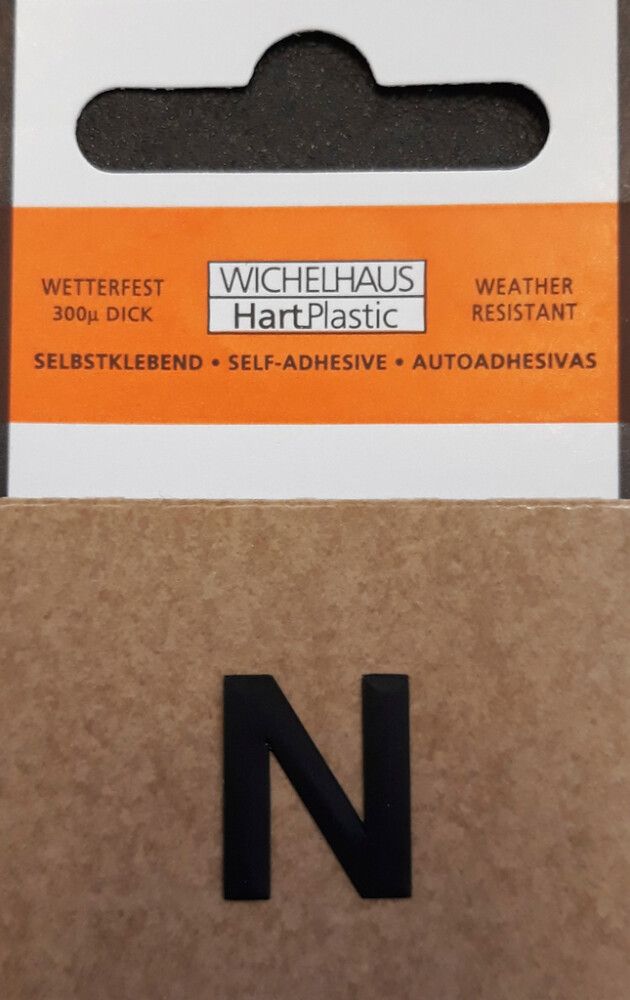 WETTERFEST
300µ DICK
WICHELHAUS
HartPlastic
WEATHER
RESISTANT
SELBSTKLEBEND • SELF-ADHESIVE • AUTOADHESIVAS
N